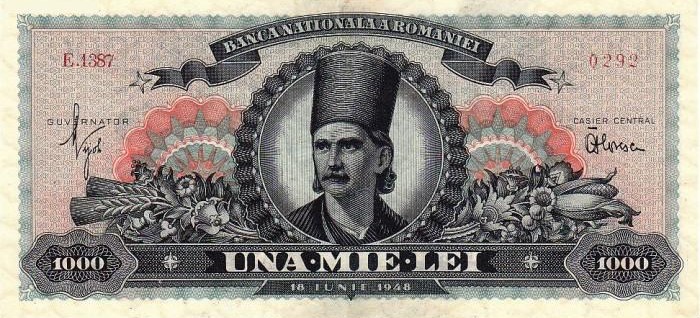 BANCA NATIONALA A ROMANIEI
E.1387
0292
GUVERNATOR
CASIER CENTRAL
1000
UNA·MIE·LEI
1000
18 IUNIE 1948